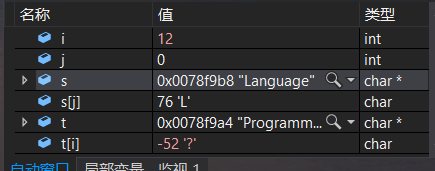 名称 值 类型
i 12 int
j 0 int
s 0x0078f9b8 "Language" char *
s[j] 76 'L' char
t 0x0078f9a4 "Programm... char *
t[i] -52 '?' char
自动窗口 局部变量 监视 1